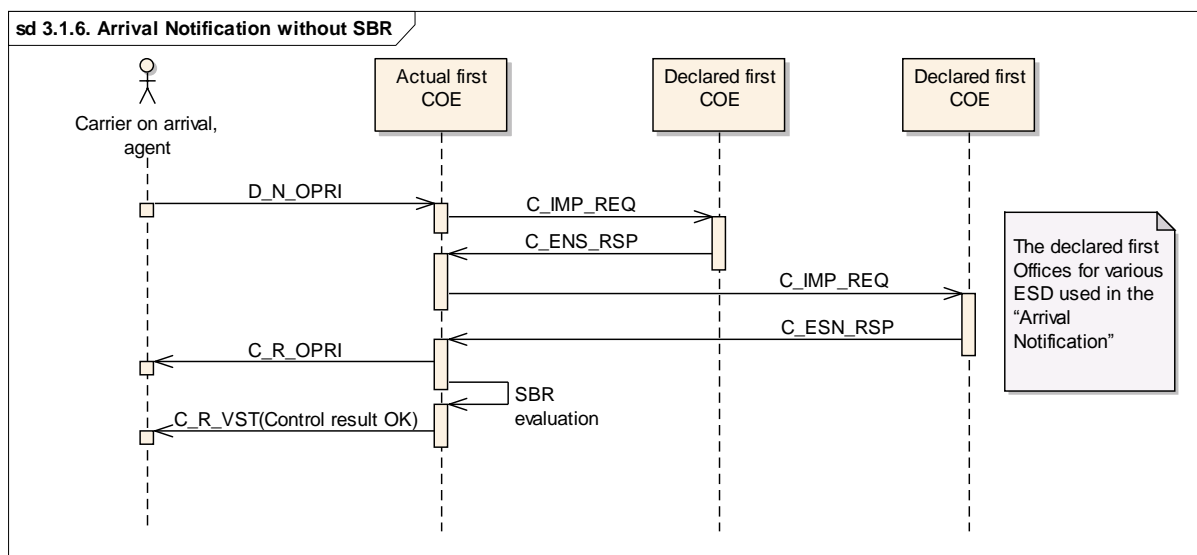 sd 3.1.6. Arrival Notification without SBR
Carrier on arrival,
agent
Actual first
COE
Declared first
COE
Declared first
COE
D_N_OPRI
C_IMP_REQ
C_ENS_RSP
C_IMP_REQ
C_ESN_RSP
C_R_OPRI
SBR
evaluation
C_R_VST(Control result OK)
The declared first
Offices for various
ESD used in the
“Arrival
Notification”